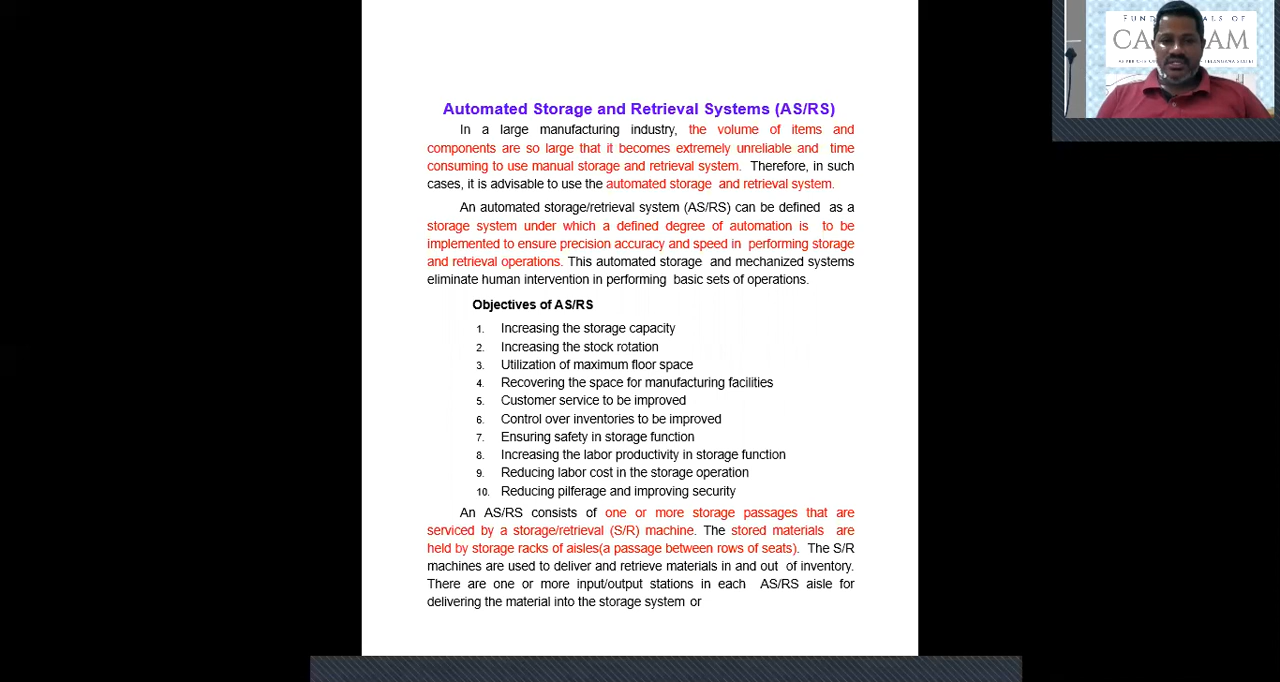 FUNDAMENTALS OF
Automated Storage and Retrieval Systems (AS/RS)
In a large manufacturing industry, the volume of items and
components are so large that it becomes extremely unreliable and time
consuming to use manual storage and retrieval system. Therefore, in such
cases, it is advisable to use the automated storage and retrieval system.
An automated storage/retrieval system (AS/RS) can be defined as a
storage system under which a defined degree of automation is to be
implemented to ensure precision accuracy and speed in performing storage
and retrieval operations. This automated storage and mechanized systems
eliminate human intervention in performing basic sets of operations.
Objectives of AS/RS
1. Increasing the storage capacity
2. Increasing the stock rotation
3. Utilization of maximum floor space
4. Recovering the space for manufacturing facilities
5. Customer service to be improved
6. Control over inventories to be improved
7. Ensuring safety in storage function
8. Increasing the labor productivity in storage function
9. Reducing labor cost in the storage operation
10. Reducing pilferage and improving security
An AS/RS consists of one or more storage passages that are
serviced by a storage/retrieval (S/R) machine. The stored materials are
held by storage racks of aisles(a passage between rows of seats). The S/R
machines are used to deliver and retrieve materials in and out of inventory.
There are one or more input/output stations in each AS/RS aisle for
delivering the material into the storage system or